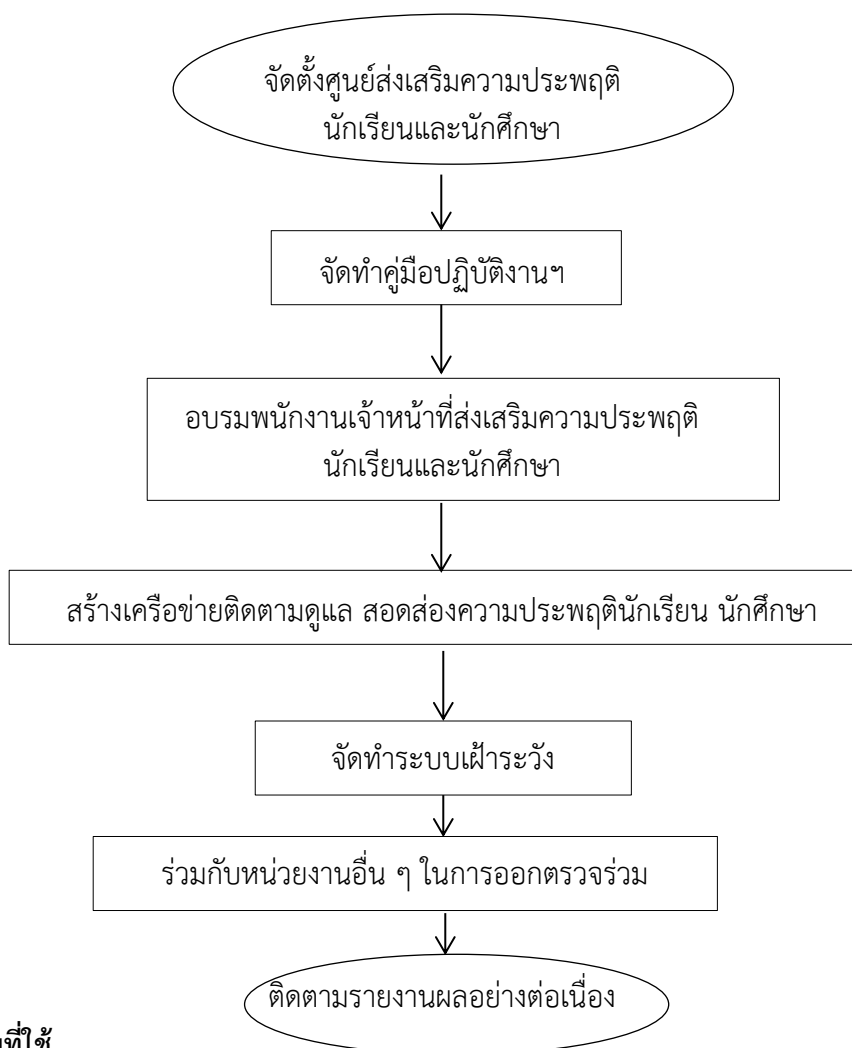 จัดตั้งศูนย์ส่งเสริมความประพฤติ
นักเรียนและนักศึกษา
จัดทำคู่มือปฏิบัติงานฯ
อบรมพนักงานเจ้าหน้าที่ส่งเสริมความประพฤติ
นักเรียนและนักศึกษา
สร้างเครือข่ายติดตามดูแล สอดส่องความประพฤตินักเรียน นักศึกษา
จัดทำระบบเฝ้าระวัง
ร่วมกับหน่วยงานอื่น ๆ ในการออกตรวจร่วม
ติดตามรายงานผลอย่างต่อเนื่อง
ที่ใช้